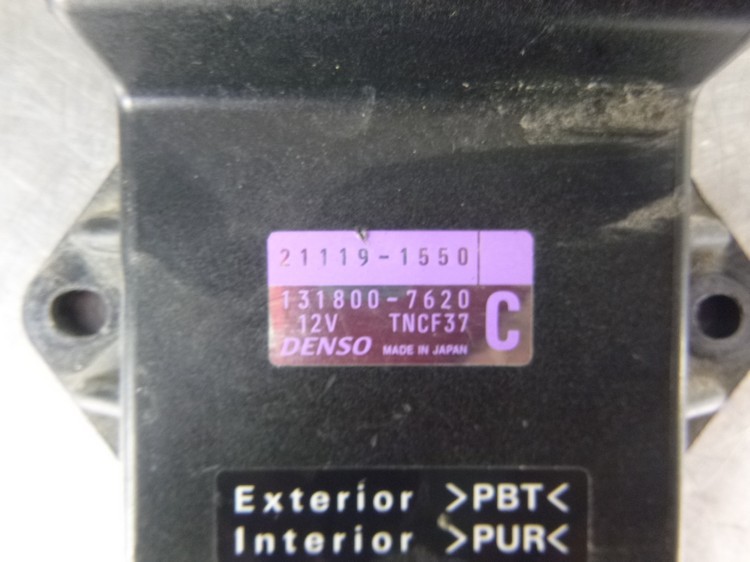 21119-1550
131800-7620
12V TNCF37 C
DENSO MADE IN JAPAN
Exterior >PBT<
Interior >PUR<